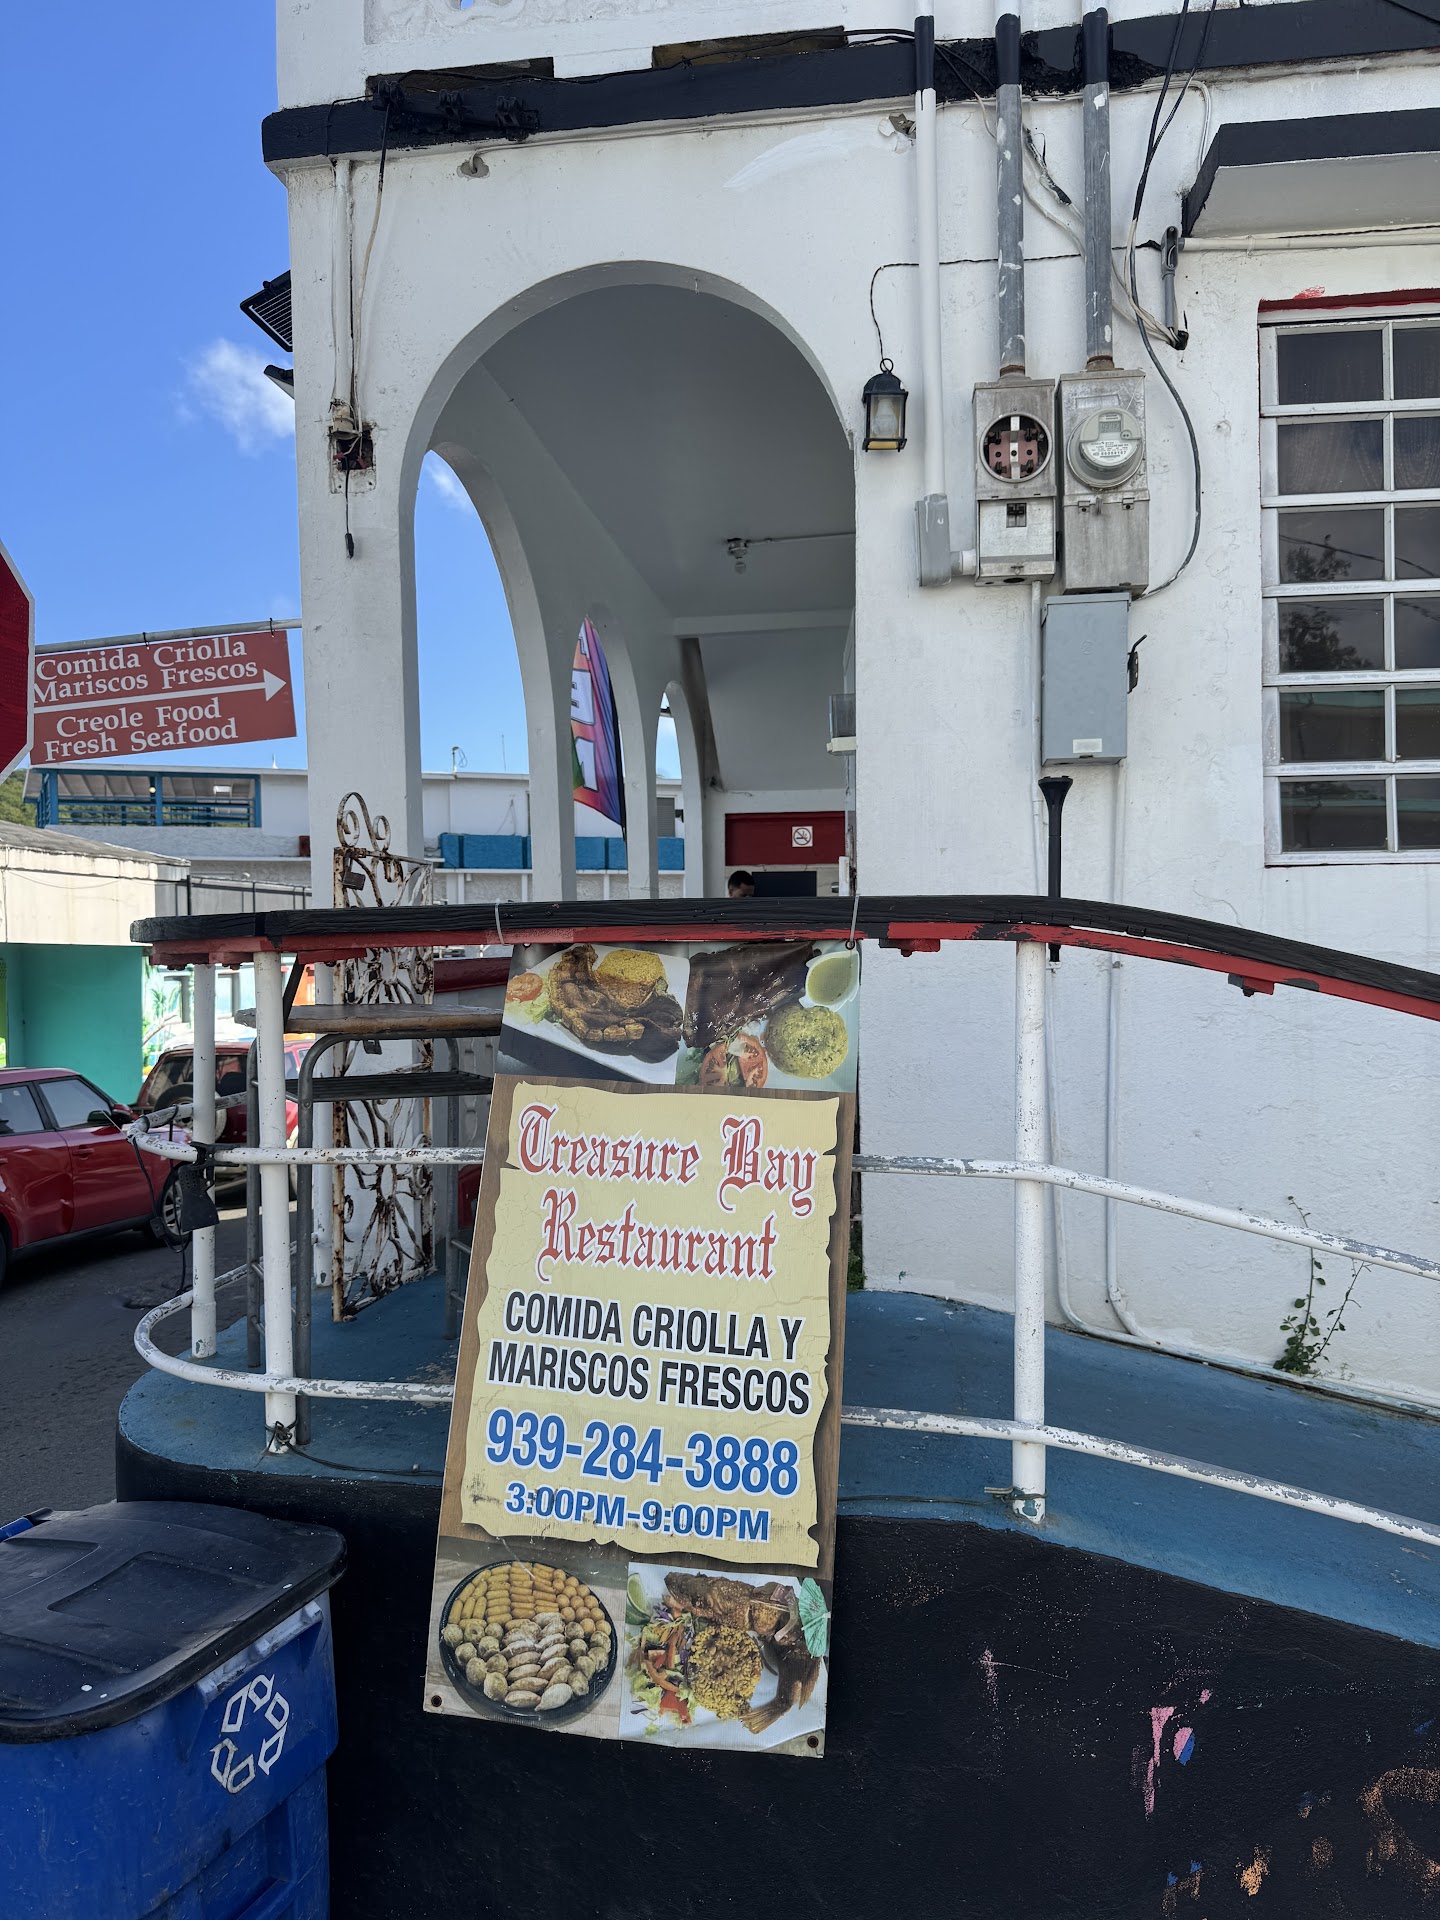 Comida Criolla
Mariscos Frescos
Creole Food
Fresh Seafood
Treasure Bay
Restaurant
COMIDA CRIOLLA Y
MARISCOS FRESCOS
939-284-3888
3:00PM-9:00PM